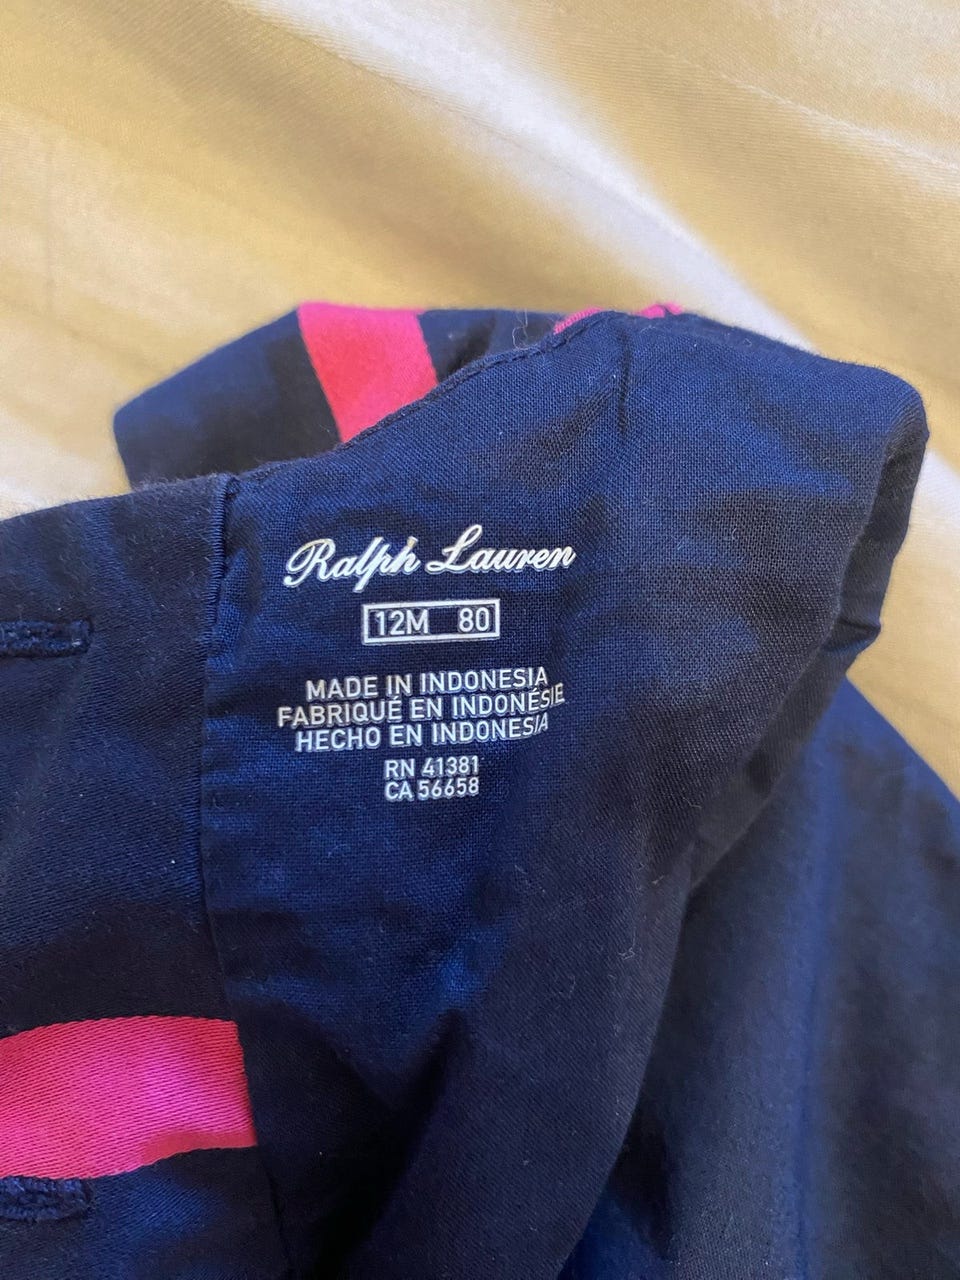 Ralph Lauren
12M 80
MADE IN INDONESIA
FABRIQUÉ EN INDONÉSIE
HECHO EN INDONESIA
RN 41381
CA 56658